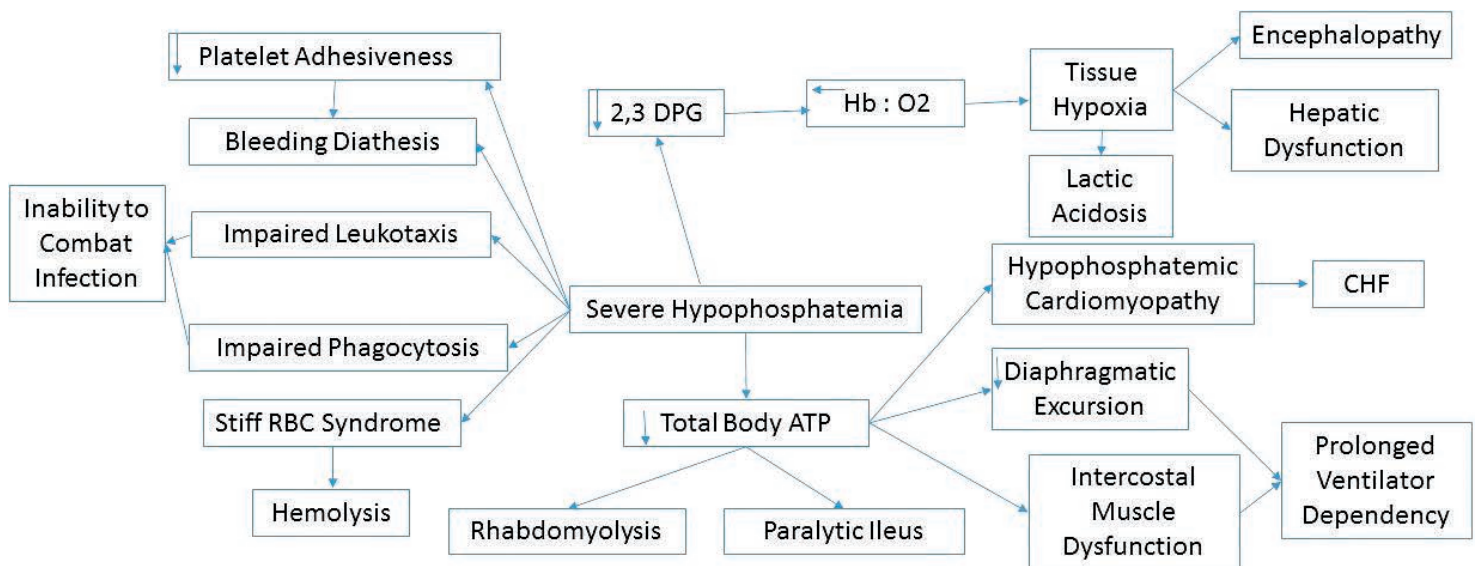 Platelet Adhesiveness
Bleeding Diathesis
Inability to
Combat
Infection
Impaired Leukotaxis
Impaired Phagocytosis
Stiff RBC Syndrome
Hemolysis
Severe Hypophosphatemia
2,3 DPG
Hb : O2
Tissue
Hypoxia
Encephalopathy
Hepatic
Dysfunction
Lactic
Acidosis
Hypophosphatemic
Cardiomyopathy
CHF
Total Body ATP
Rhabdomyolysis
Paralytic Ileus
Diaphragmatic
Excursion
Intercostal
Muscle
Dysfunction
Prolonged
Ventilator
Dependency